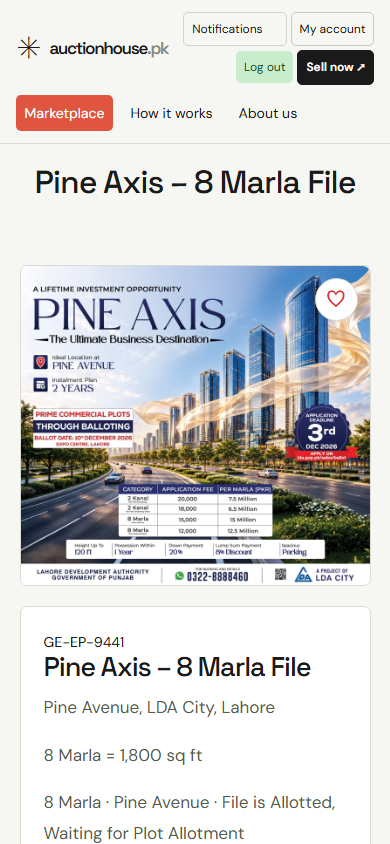 auctionhouse.pk
Notifications
My account
Log out
Sell now ↗
Marketplace
How it works
About us
Pine Axis – 8 Marla File
A LIFETIME INVESTMENT OPPORTUNITY
PINE AXIS
The Ultimate Business Destination
Ideal Location at
PINE AVENUE
Instalment Plan
2 YEARS
PRIME COMMERCIAL PLOTS
THROUGH BALLOTING
BALLOT DATE: 10th DECEMBER 2026
EXPO CENTRE, LAHORE
APPLICATION
DEADLINE
3rd
DEC 2026
APPLY ON
CATEGORY APPLICATION FEE PER MARLA (PKR)
2 Kanal 20,000 7.5 Million
2 Kanal 18,000 6.5 Million
8 Marla 15,000 15 Million
8 Marla 12,000 12.5 Million
Height Up To Possession Within Down Payment Lump Sum Payment Spacious
120 ft 1 Year 20% 8% Discount Parking
LAHORE DEVELOPMENT AUTHORITY
GOVERNMENT OF PUNJAB
0322-8888460
A PROJECT OF
LDA CITY
GE-EP-9441
Pine Axis – 8 Marla File
Pine Avenue, LDA City, Lahore
8 Marla = 1,800 sq ft
8 Marla · Pine Avenue · File is Allotted,
Waiting for Plot Allotment